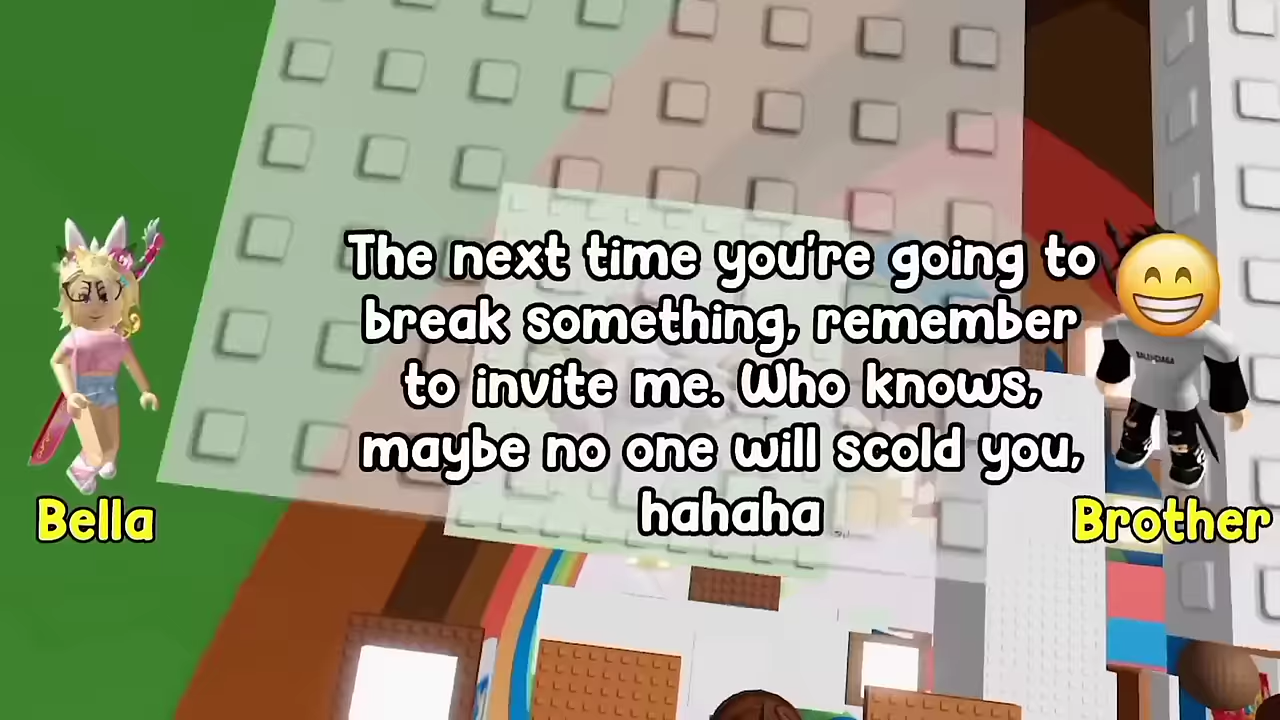 The next time you're going to
break something, remember
to invite me. Who knows,
maybe no one will scold you,
hahaha
Bella
Brother